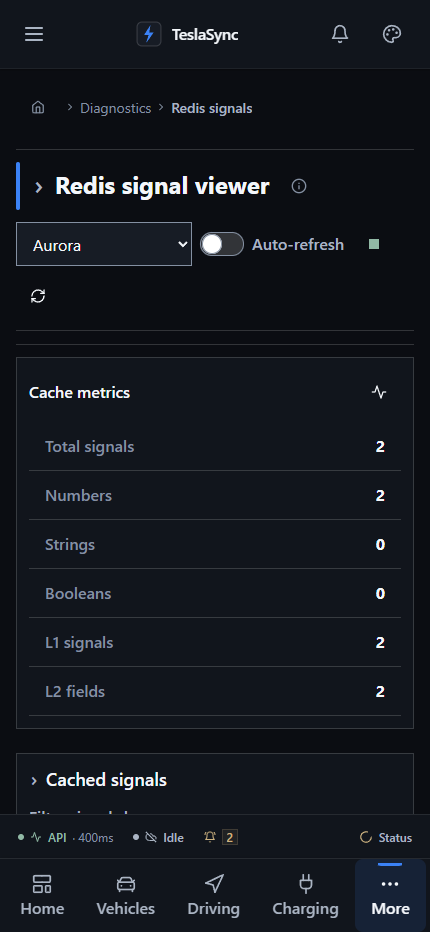 TeslaSync
Diagnostics Redis signals
Redis signal viewer
Aurora Auto-refresh
Cache metrics
Total signals 2
Numbers 2
Strings 0
Booleans 0
L1 signals 2
L2 fields 2
Cached signals
API · 400ms Idle 2 Status
Home Vehicles Driving Charging More